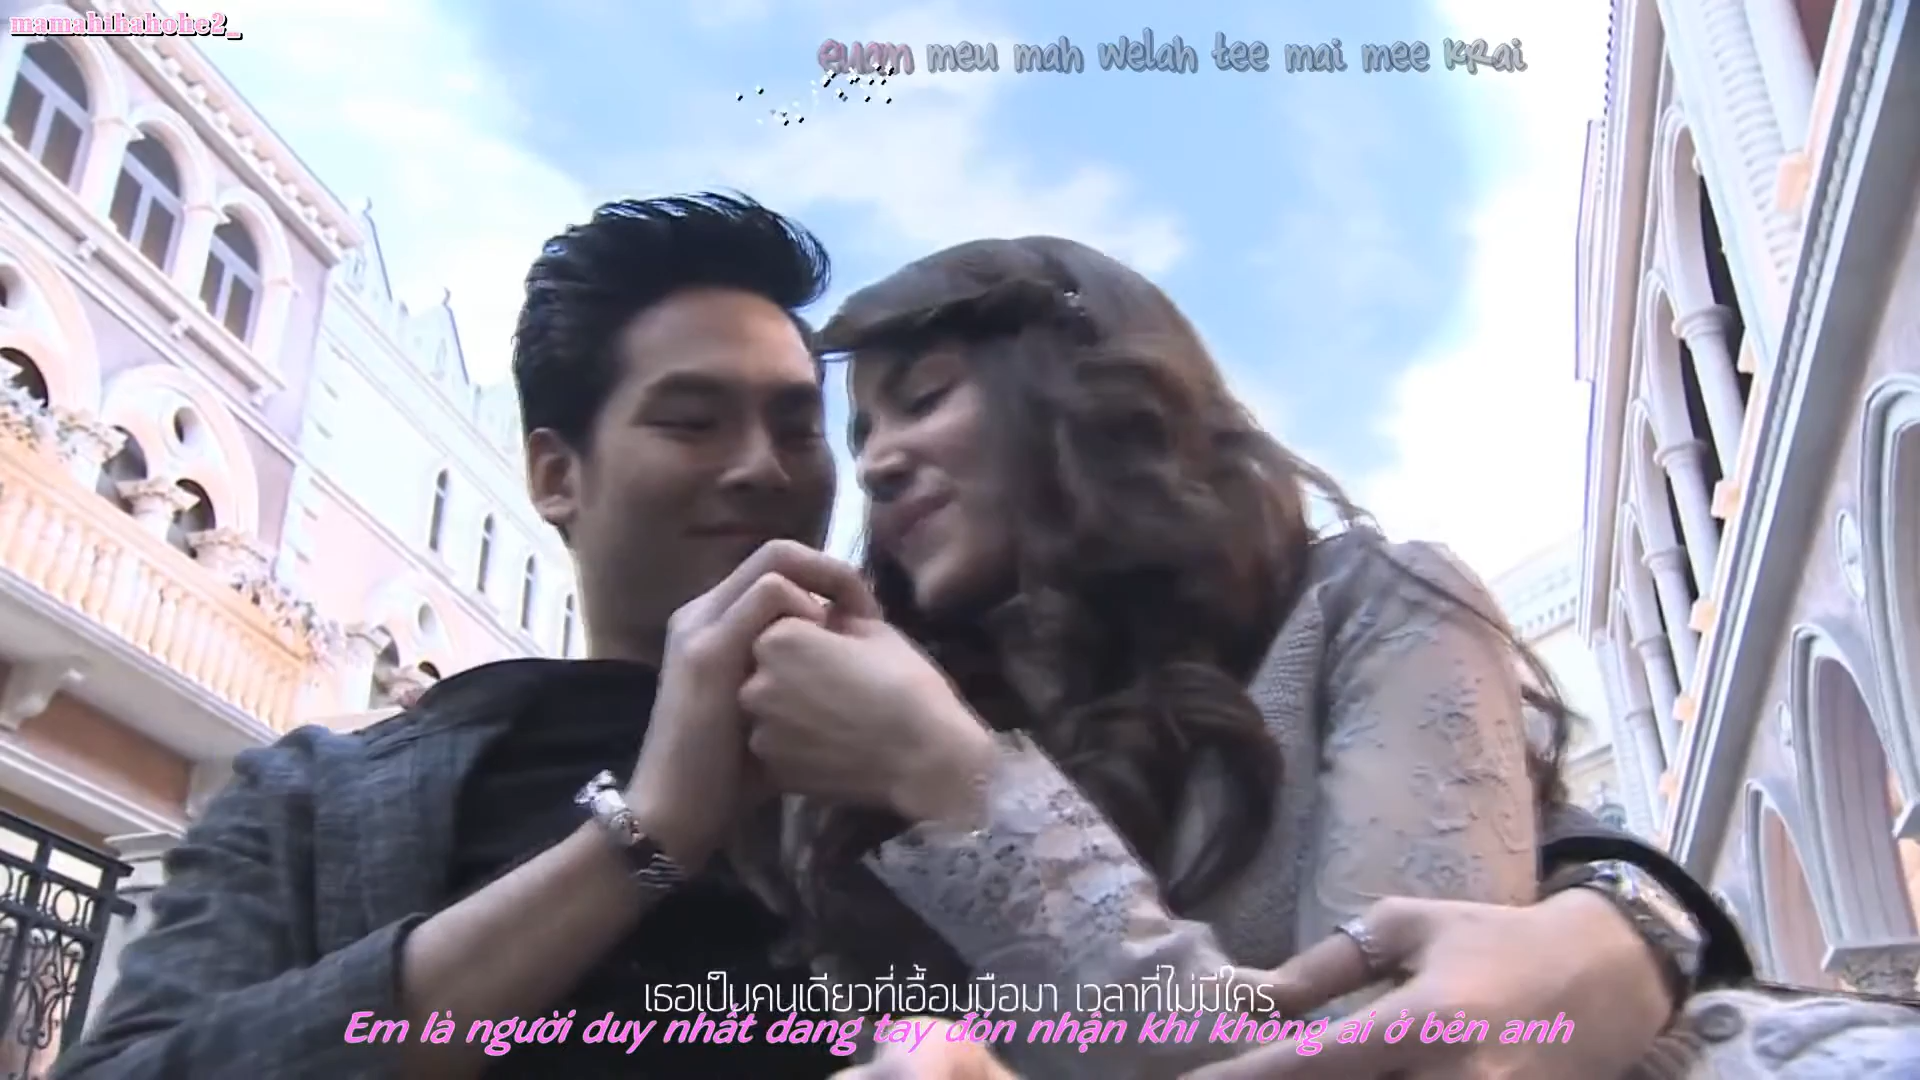 mamahihahohe2_
euam meu mah welah tee mai mee krai
เธอเป็นคนเดียวที่เอื้อมมือมา เวลาที่ไม่มีใคร
Em là người duy nhất dang tay đón nhận khi không ai ở bên anh